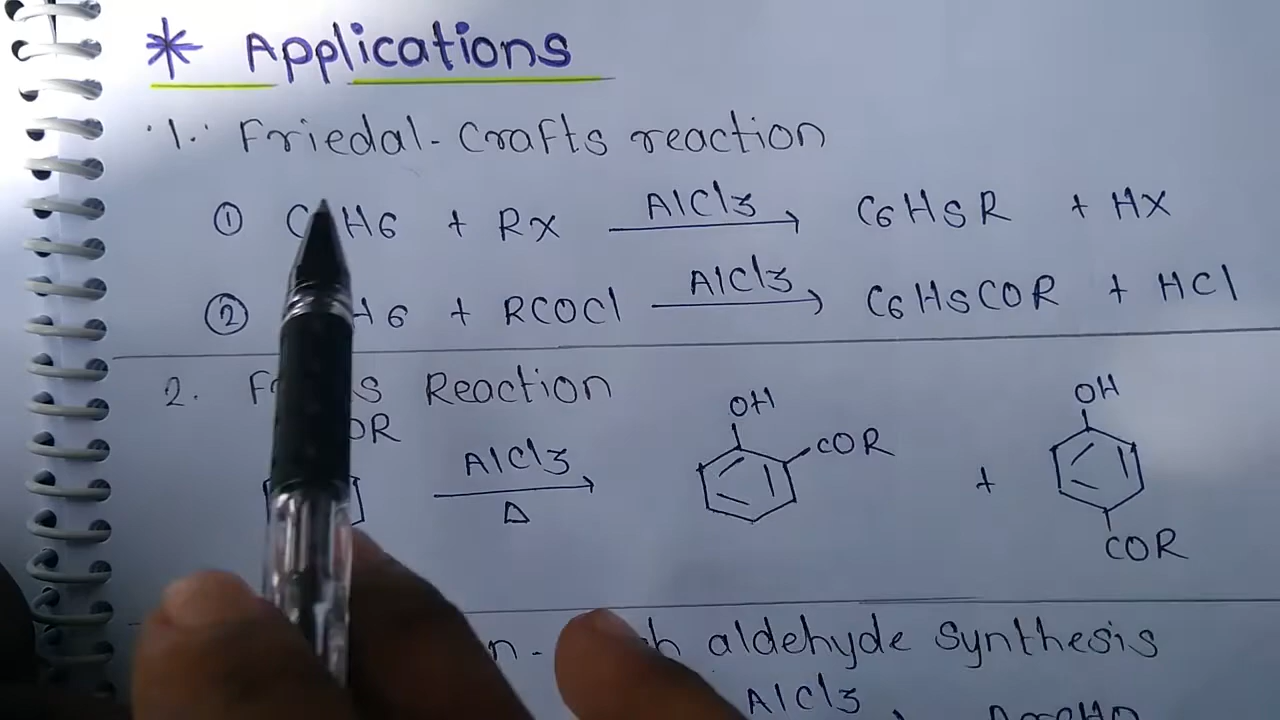 * Applications
1. Friedal-Crafts reaction
① C H6 + Rx AlCl3 → C6H5R + HX
② H6 + RCOCl AlCl3 → C6H5COR + HCl
2. Reaction
OR AlCl3 → Δ OH COR + OH COR
aldehyde synthesis
AlCl3